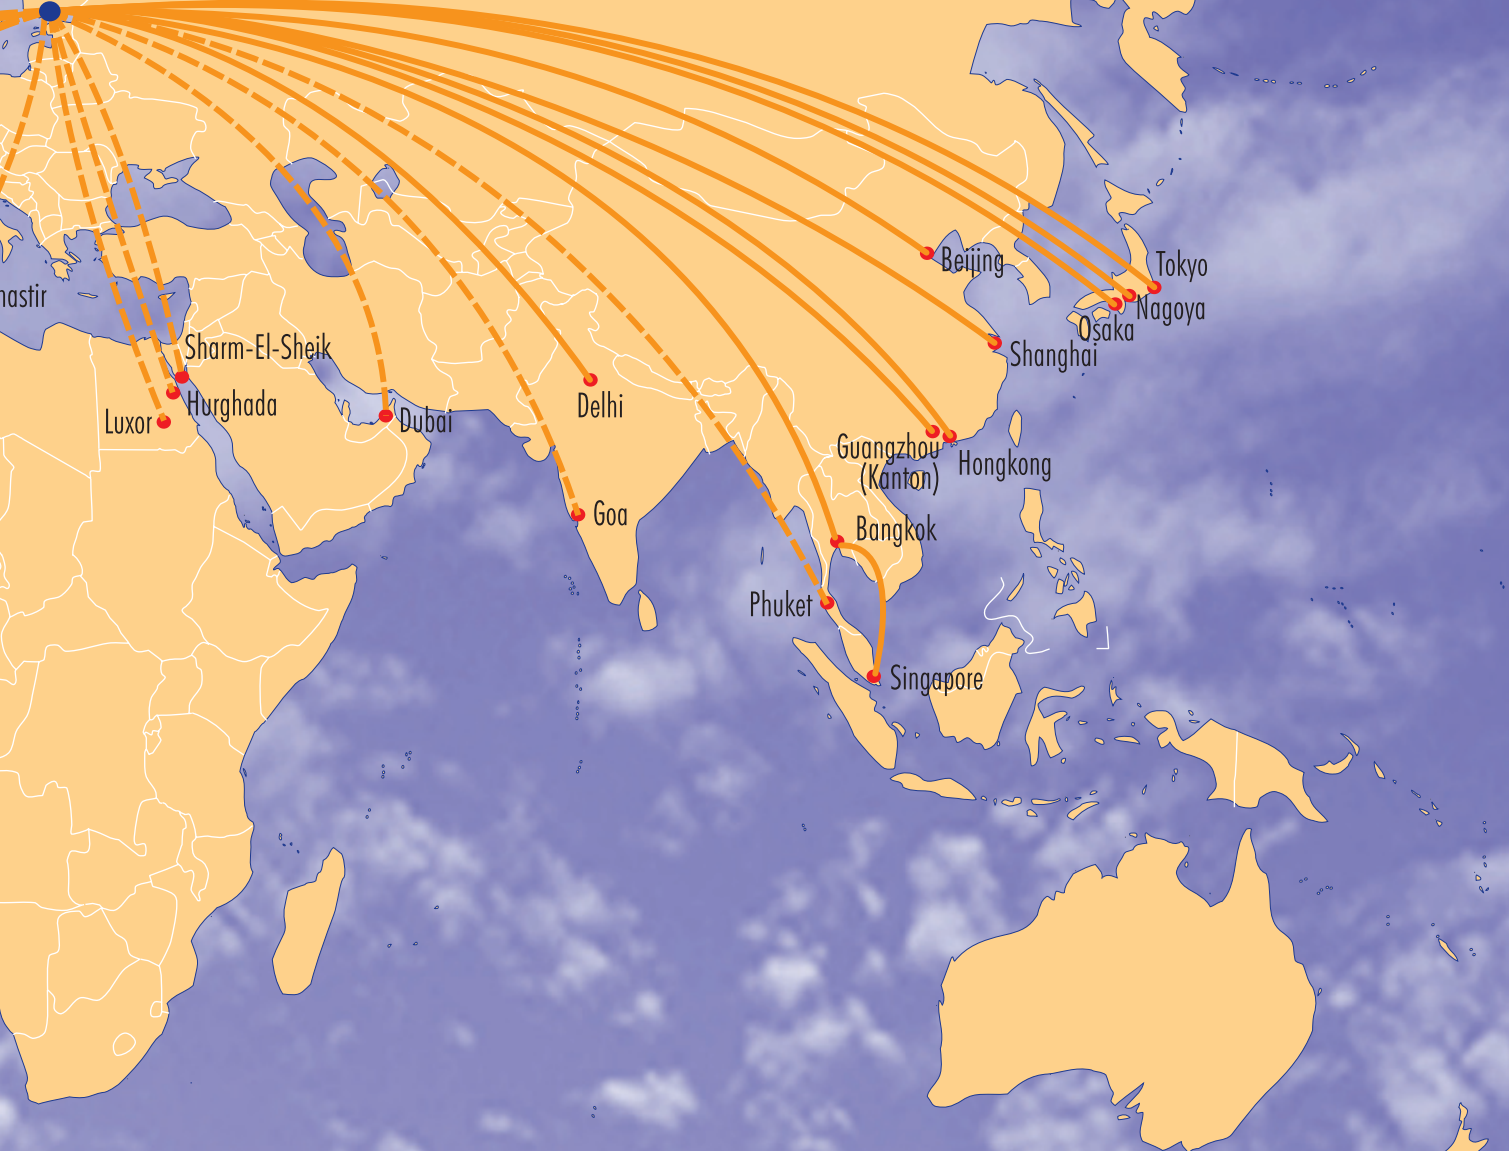 Tokyo
Beijing
nastir
Nagoya
Osaka
Sharm-El-Sheik
Shanghai
Hurghada
Delhi
Luxor
Dubai
Guangzhou
(Kanton)
Hongkong
Goa
Bangkok
Phuket
Singapore